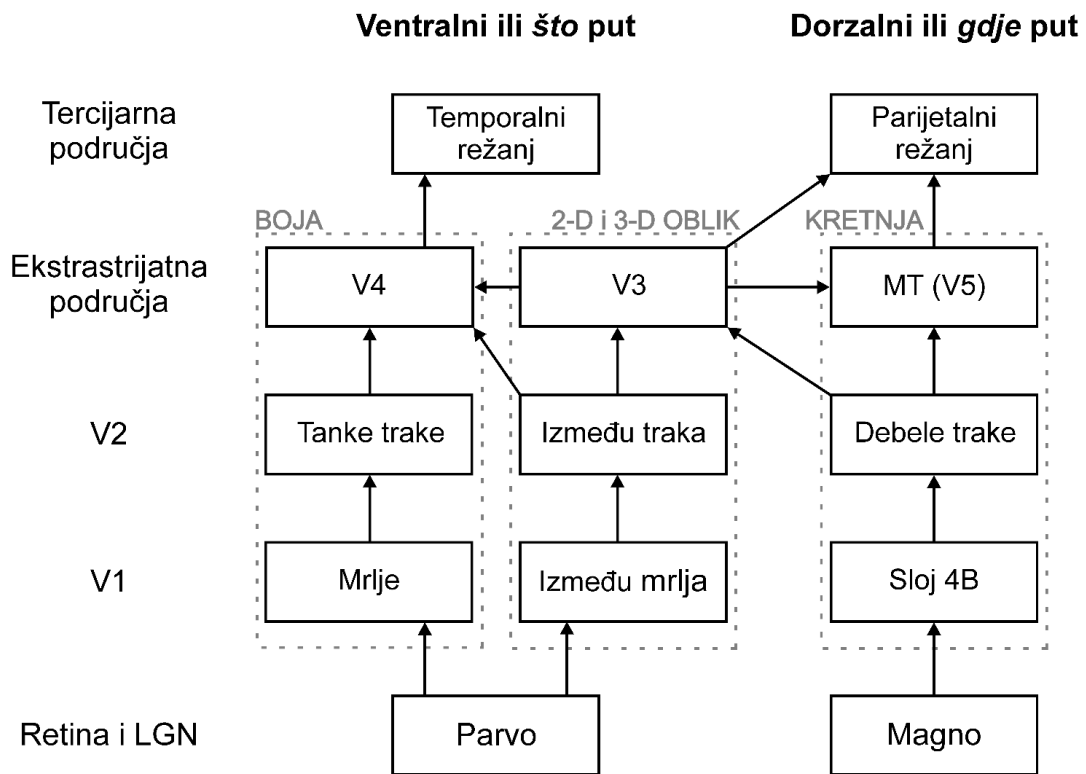 Ventralni ili što put
Dorzalni ili gdje put
Tercijarna
područja
Temporalni
režanj
Parijetalni
režanj
BOJA
2-D i 3-D OBLIK
KRETNJA
Ekstrastrijatna
područja
V4
V3
MT (V5)
V2
Tanke trake
Između traka
Debele trake
V1
Mrlje
Između mrlja
Sloj 4B
Retina i LGN
Parvo
Magno